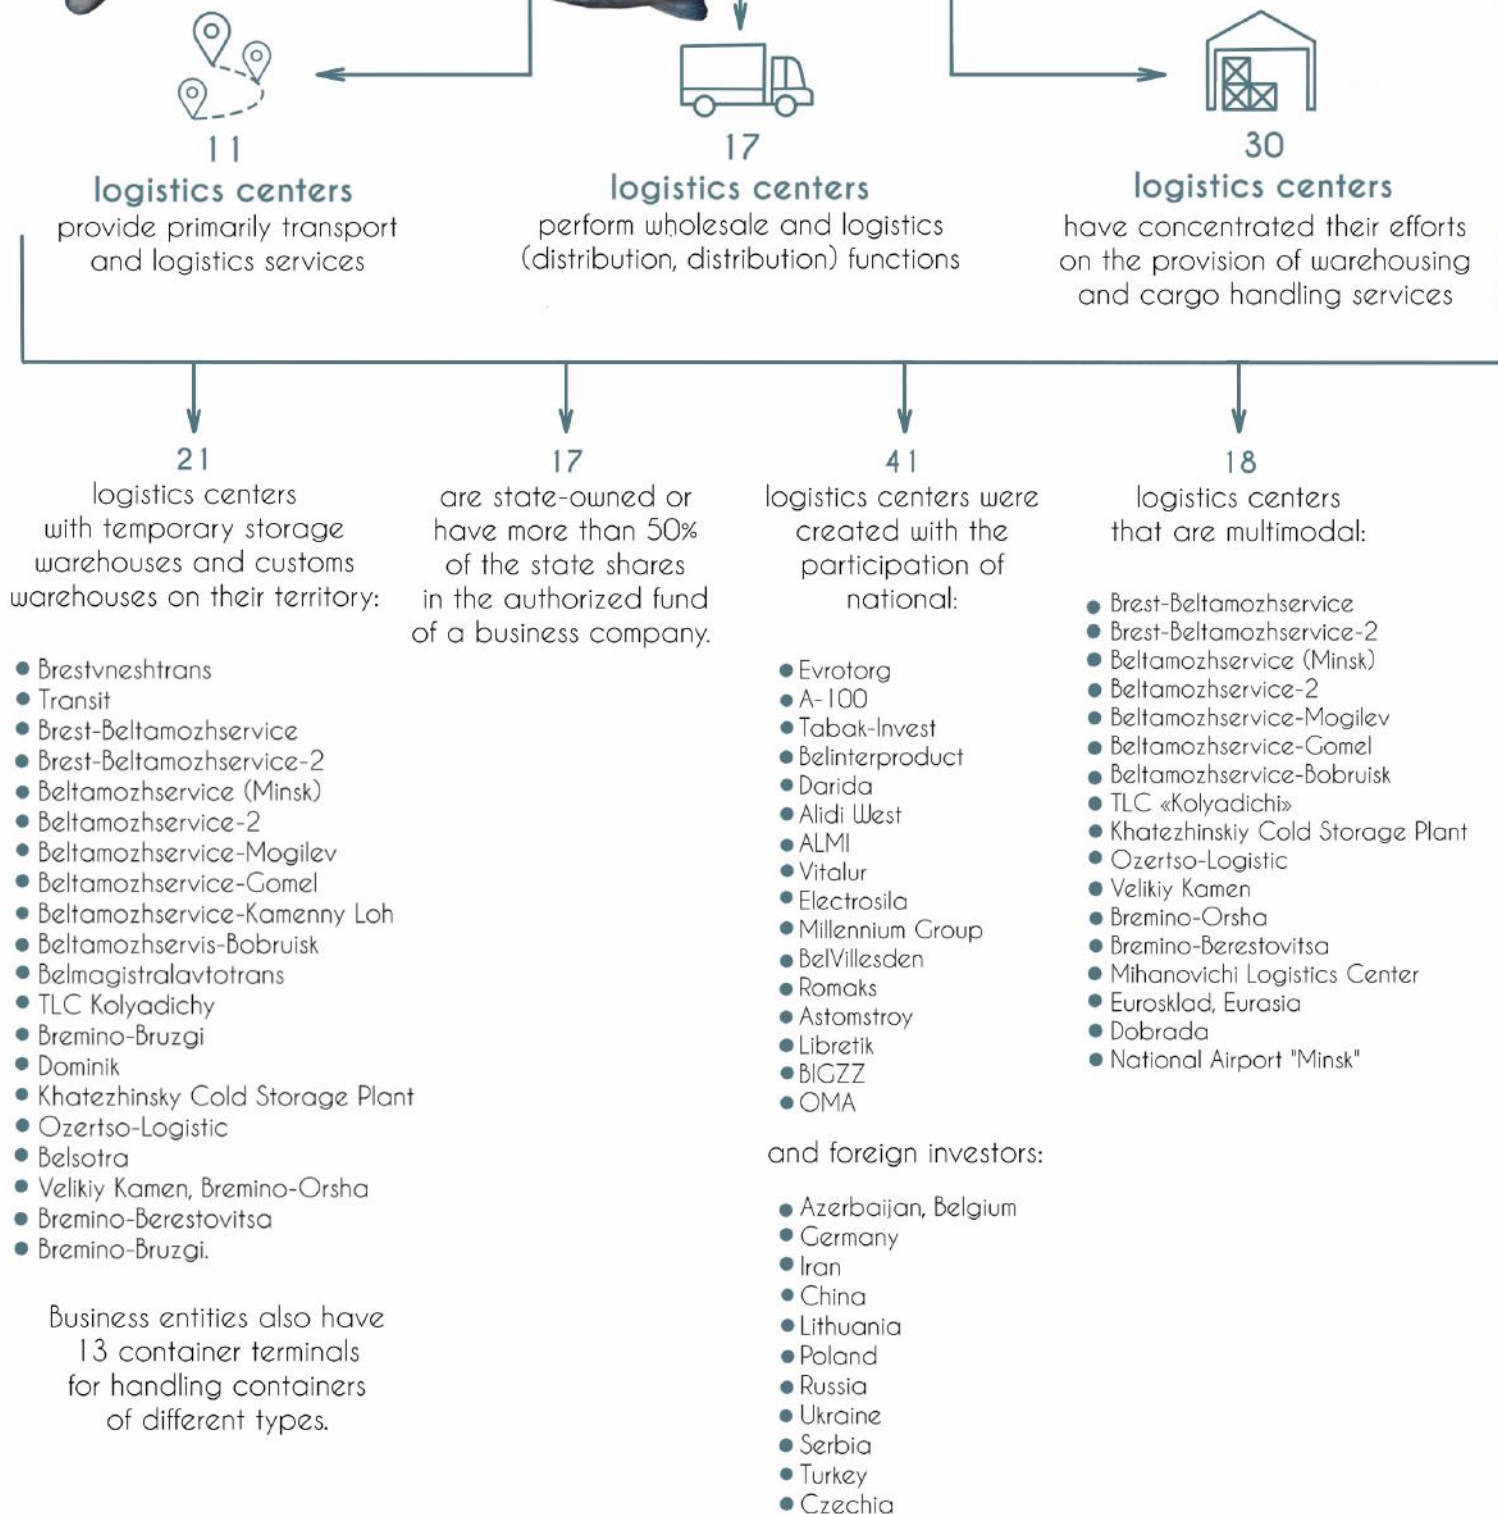 11
logistics centers
provide primarily transport
and logistics services
17
logistics centers
perform wholesale and logistics
(distribution, distribution) functions
30
logistics centers
have concentrated their efforts
on the provision of warehousing
and cargo handling services
21
logistics centers
with temporary storage
warehouses and customs
warehouses on their territory:
Brestvneshtrans
Transit
Brest-Beltamozhservice
Brest-Beltamozhservice-2
Beltamozhservice (Minsk)
Beltamozhservice-2
Beltamozhservice-Mogilev
Beltamozhservice-Gomel
Beltamozhservice-Kamenny Loh
Beltamozhservis-Bobruisk
Belmagistralavtotrans
TLC Kolyadichy
Bremino-Bruzgi
Dominik
Khatezhinsky Cold Storage Plant
Ozertso-Logistic
Belsotra
Velikiy Kamen, Bremino-Orsha
Bremino-Berestovitsa
Bremino-Bruzgi.
Business entities also have
13 container terminals
for handling containers
of different types.
17
are state-owned or
have more than 50%
of the state shares
in the authorized fund
of a business company.
41
logistics centers were
created with the
participation of
national:
Evrotorg
A-100
Tabak-Invest
Belinterproduct
Darida
Alidi West
ALMI
Vitalur
Electrosila
Millennium Group
BelVillesden
Romaks
Astomstroy
Libretik
BIGZZ
OMA
and foreign investors:
Azerbaijan, Belgium
Germany
Iran
China
Lithuania
Poland
Russia
Ukraine
Serbia
Turkey
Czechia
18
logistics centers
that are multimodal:
Brest-Beltamozhservice
Brest-Beltamozhservice-2
Beltamozhservice (Minsk)
Beltamozhservice-2
Beltamozhservice-Mogilev
Beltamozhservice-Gomel
Beltamozhservice-Bobruisk
TLC «Kolyadichi»
Khatezhinskiy Cold Storage Plant
Ozertso-Logistic
Velikiy Kamen
Bremino-Orsha
Bremino-Berestovitsa
Mihanovichi Logistics Center
Eurosklad, Eurasia
Dobrada
National Airport "Minsk"